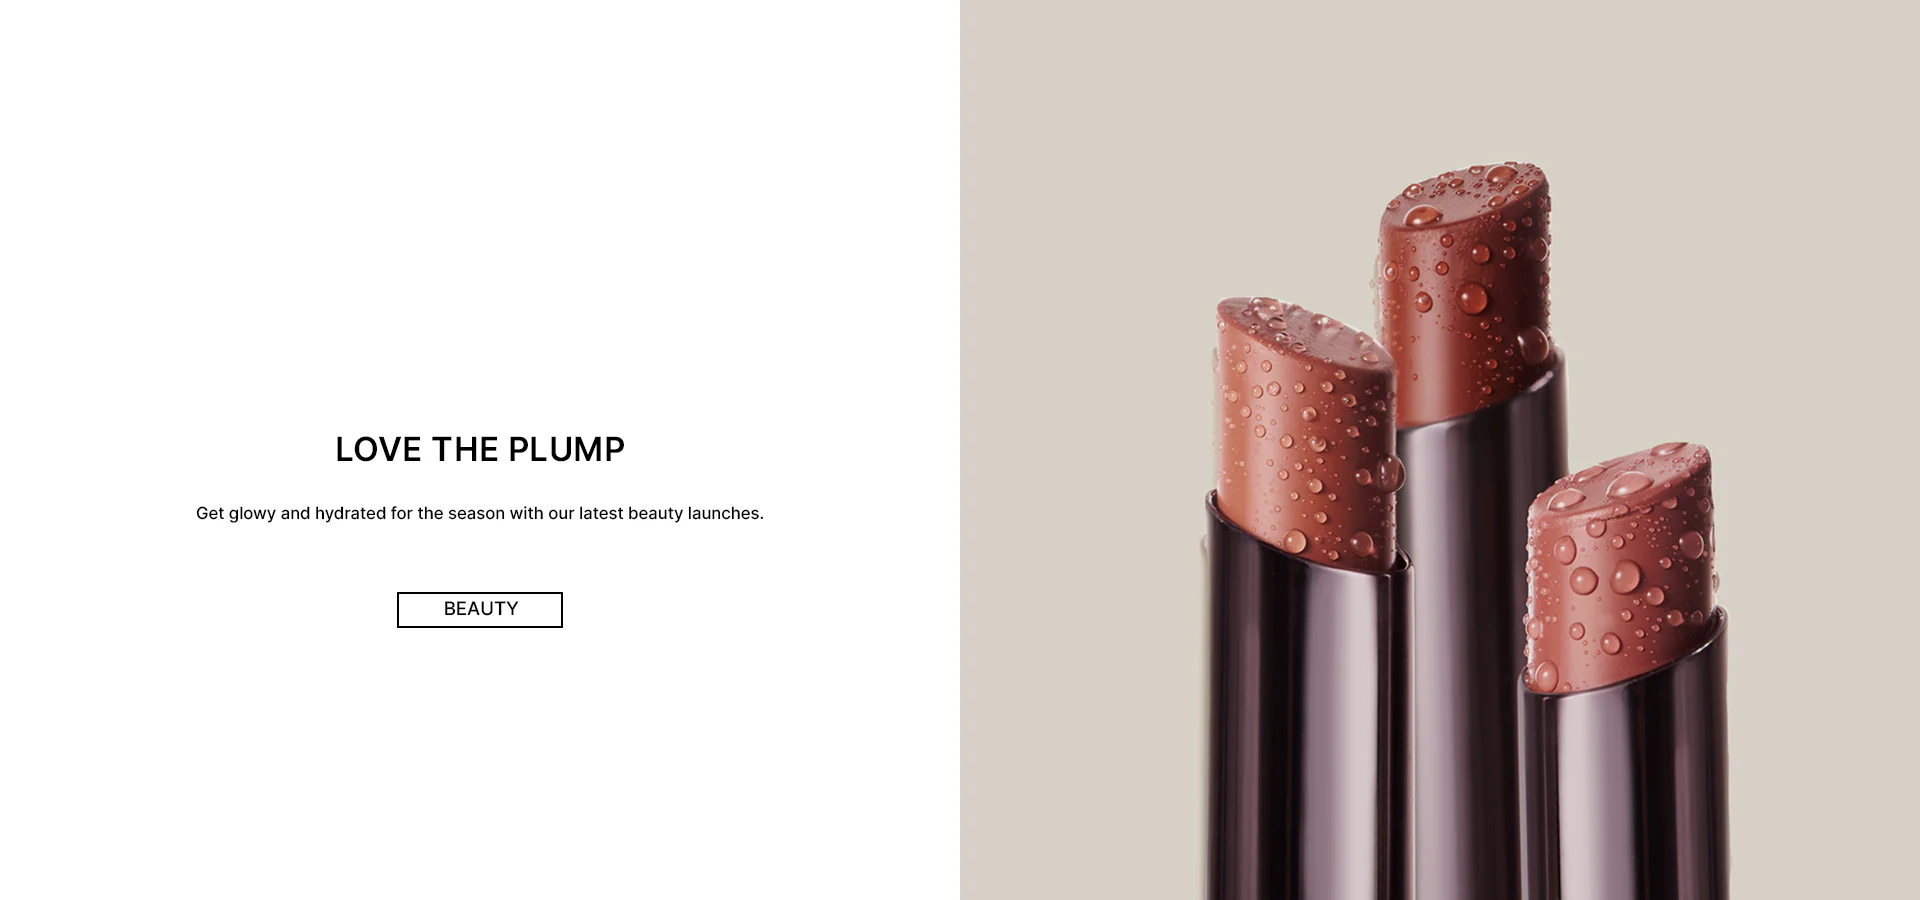 LOVE THE PLUMP
Get glowy and hydrated for the season with our latest beauty launches.
BEAUTY